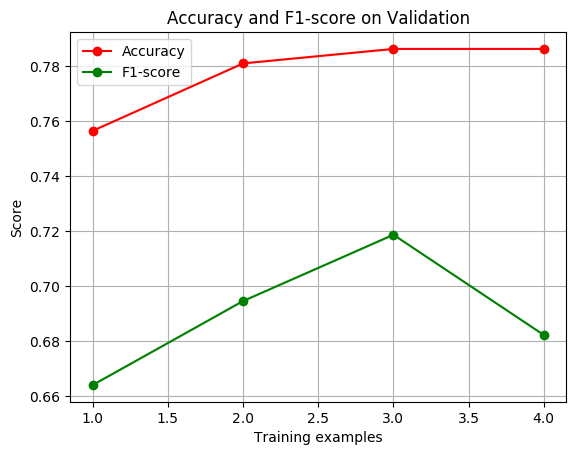 Accuracy and F1-score on Validation
Accuracy
F1-score
0.78
0.76
0.74
0.72
0.70
0.68
0.66
Score
1.0 1.5 2.0 2.5 3.0 3.5 4.0
Training examples